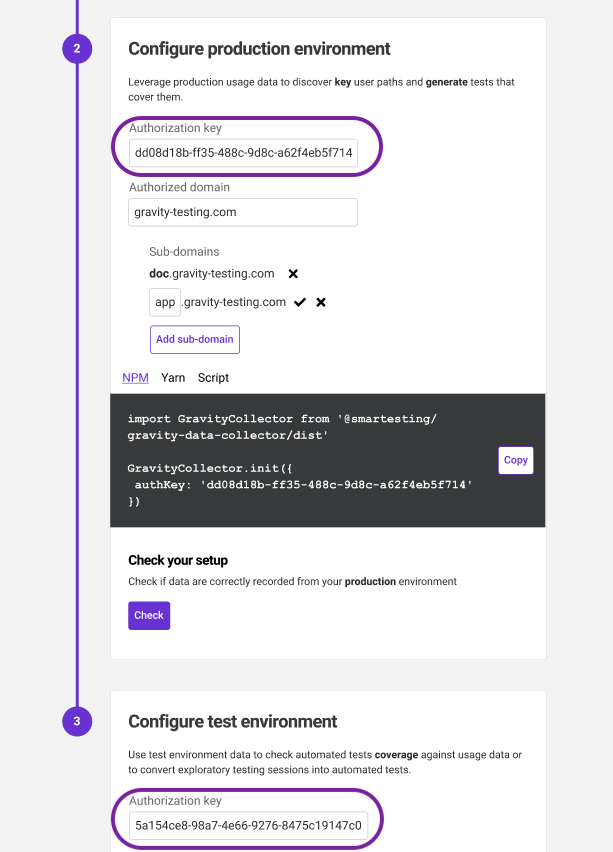 2
Configure production environment
Leverage production usage data to discover key user paths and generate tests that
cover them.
Authorization key
dd08d18b-ff35-488c-9d8c-a62f4eb5f714
Authorized domain
gravity-testing.com
Sub-domains
doc.gravity-testing.com
app.gravity-testing.com
Add sub-domain
NPM Yarn Script
import GravityCollector from '@smartesting/
gravity-data-collector/dist'
Copy
GravityCollector.init({
authKey: 'dd08d18b-ff35-488c-9d8c-a62f4eb5f714'
})
Check your setup
Check if data are correctly recorded from your production environment
Check
3
Configure test environment
Use test environment data to check automated tests coverage against usage data or
to convert exploratory testing sessions into automated tests.
Authorization key
5a154ce8-98a7-4e66-9276-8475c19147c0